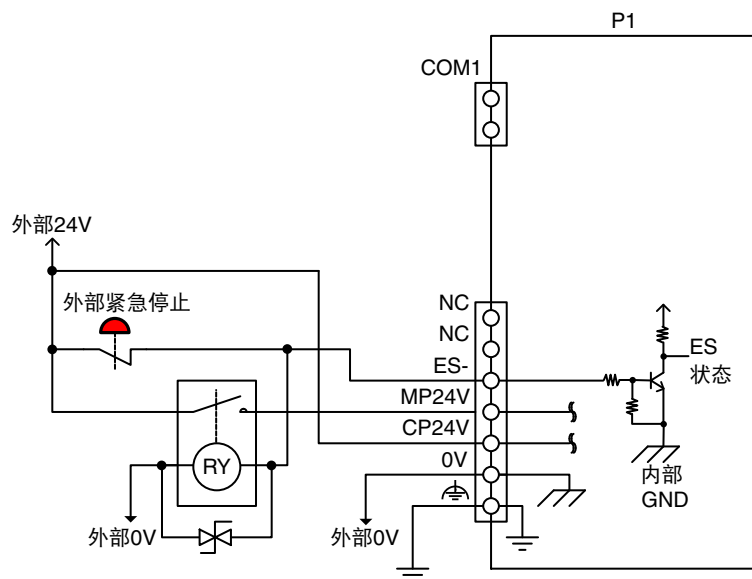 P1
COM1
外部24V
外部紧急停止
NC
NC
ES-
MP24V
CP24V
0V
ES
状态
RY
内部
GND
外部0V
外部0V